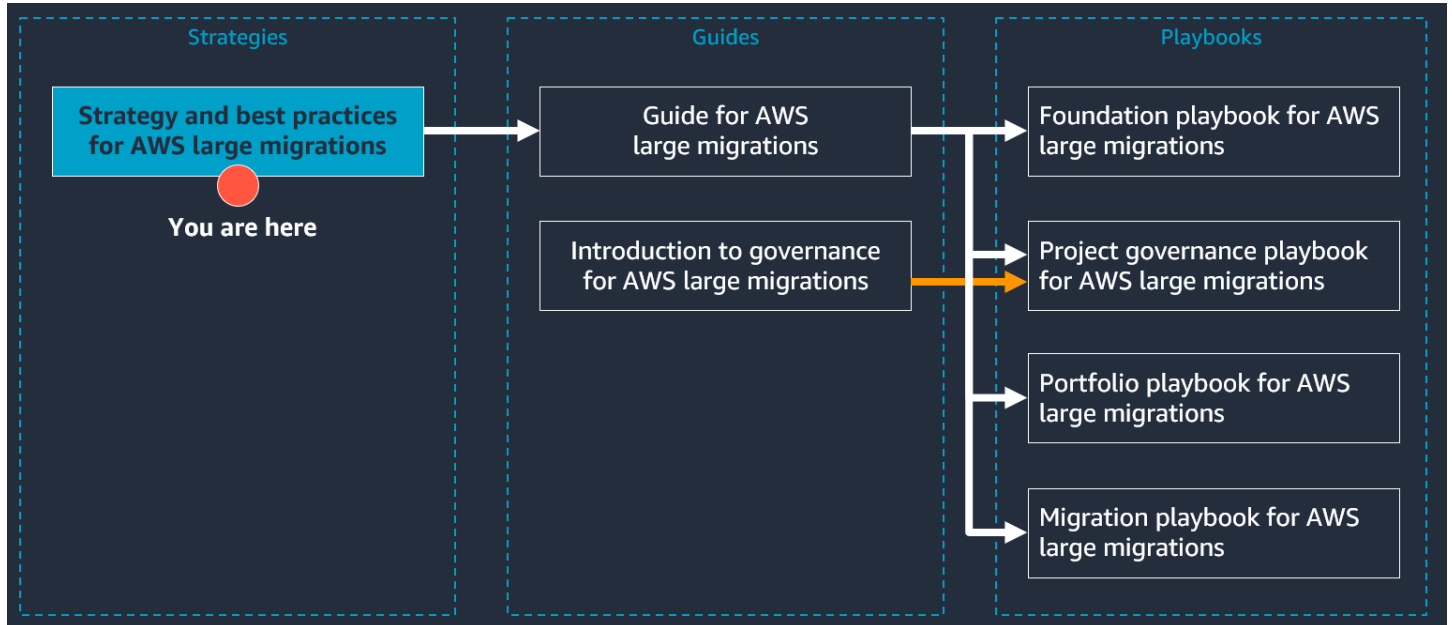 Strategies
Strategy and best practices
for AWS large migrations
You are here
Guides
Guide for AWS
large migrations
Introduction to governance
for AWS large migrations
Playbooks
Foundation playbook for AWS
large migrations
Project governance playbook
for AWS large migrations
Portfolio playbook for AWS
large migrations
Migration playbook for AWS
large migrations